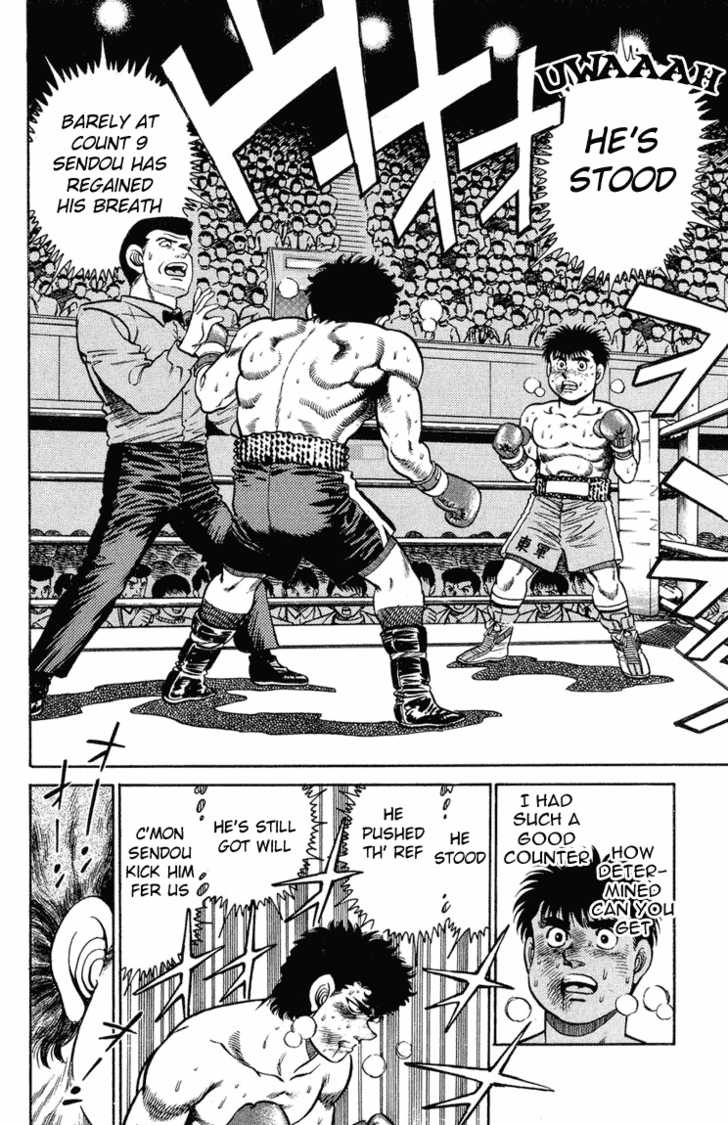 UWAAAH
HE'S
STOOD
BARELY AT
COUNT 9
SENDOU HAS
REGAINED
HIS BREATH
東軍
I HAD
SUCH A
GOOD
COUNTER
HOW
DETER-
MINED
CAN YOU
GET
HE
STOOD
HE
PUSHED
TH' REF
HE'S STILL
GOT WILL
C'MON
SENDOU
KICK HIM
FER US